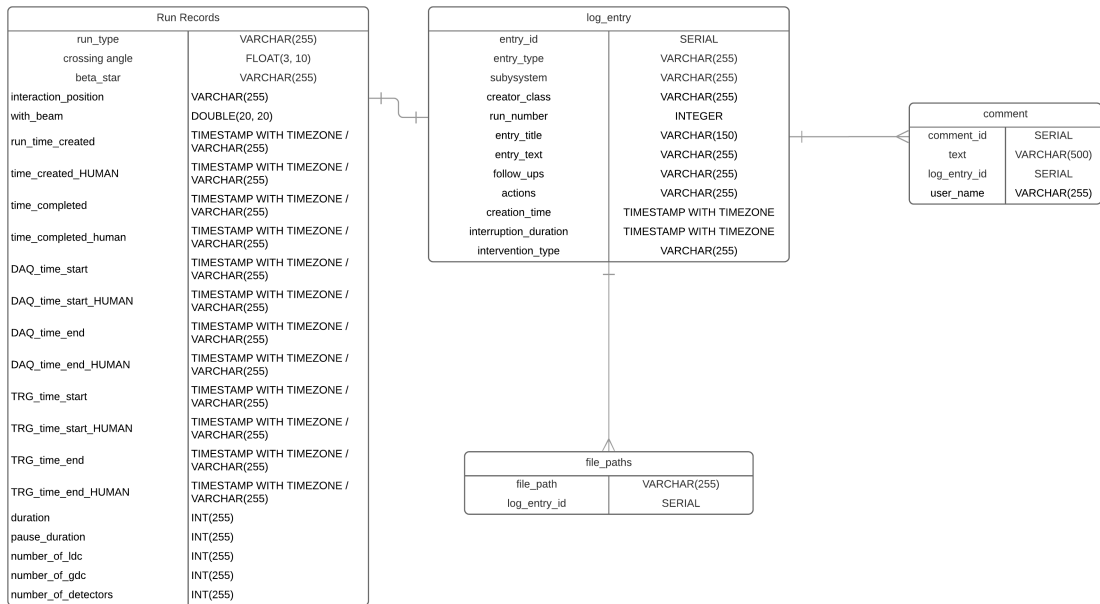 Run Records
run_type VARCHAR(255)
crossing angle FLOAT(3, 10)
beta_star VARCHAR(255)
interaction_position VARCHAR(255)
with_beam DOUBLE(20, 20)
run_time_created TIMESTAMP WITH TIMEZONE /
VARCHAR(255)
time_created_HUMAN TIMESTAMP WITH TIMEZONE /
VARCHAR(255)
time_completed TIMESTAMP WITH TIMEZONE /
VARCHAR(255)
time_completed_human TIMESTAMP WITH TIMEZONE /
VARCHAR(255)
DAQ_time_start TIMESTAMP WITH TIMEZONE /
VARCHAR(255)
DAQ_time_start_HUMAN TIMESTAMP WITH TIMEZONE /
VARCHAR(255)
DAQ_time_end TIMESTAMP WITH TIMEZONE /
VARCHAR(255)
DAQ_time_end_HUMAN TIMESTAMP WITH TIMEZONE /
VARCHAR(255)
TRG_time_start TIMESTAMP WITH TIMEZONE /
VARCHAR(255)
TRG_time_start_HUMAN TIMESTAMP WITH TIMEZONE /
VARCHAR(255)
TRG_time_end TIMESTAMP WITH TIMEZONE /
VARCHAR(255)
TRG_time_end_HUMAN TIMESTAMP WITH TIMEZONE /
VARCHAR(255)
duration INT(255)
pause_duration INT(255)
number_of_ldc INT(255)
number_of_gdc INT(255)
number_of_detectors INT(255)
log_entry
entry_id SERIAL
entry_type VARCHAR(255)
subysystem VARCHAR(255)
creator_class VARCHAR(255)
run_number INTEGER
entry_title VARCHAR(150)
entry_text VARCHAR(255)
follow_ups VARCHAR(255)
actions VARCHAR(255)
creation_time TIMESTAMP WITH TIMEZONE
interruption_duration TIMESTAMP WITH TIMEZONE
intervention_type VARCHAR(255)
comment
comment_id SERIAL
text VARCHAR(500)
log_entry_id SERIAL
user_name VARCHAR(255)
file_paths
file_path VARCHAR(255)
log_entry_id SERIAL